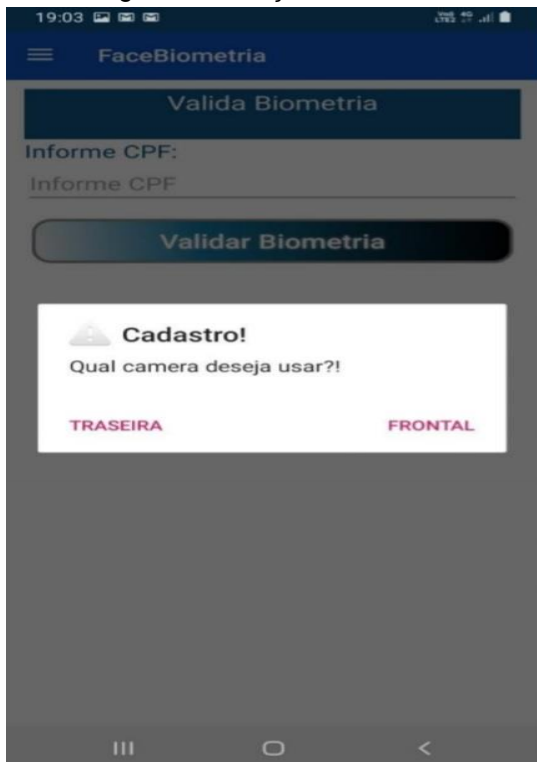 19:03
FaceBiometria
Valida Biometria
Informe CPF:
Informe CPF
Validar Biometria
Cadastro!
Qual camera deseja usar?!
TRASEIRA FRONTAL